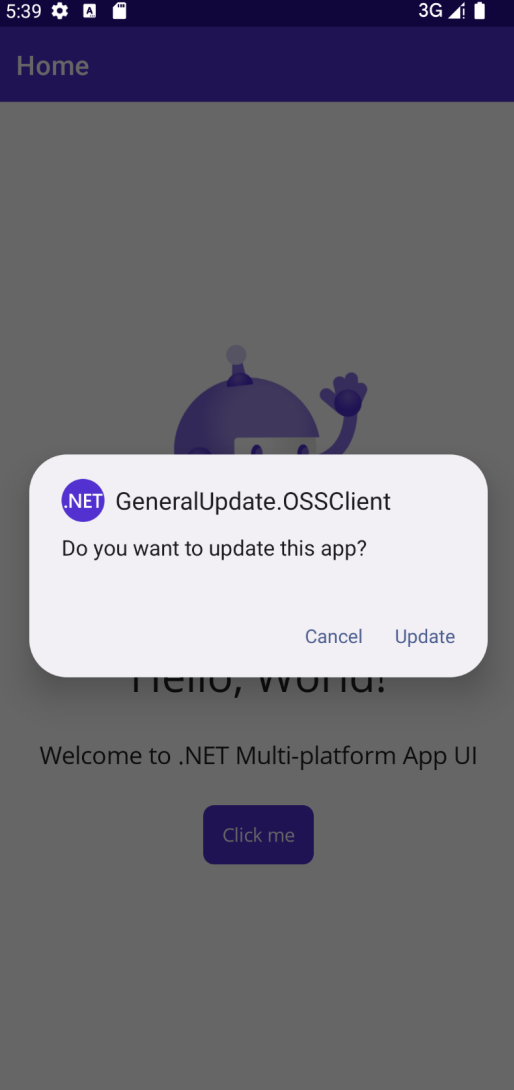 5:39
3G
Home
.NET
GeneralUpdate.OSSClient
Do you want to update this app?
Cancel
Update
Hello, World!
Welcome to .NET Multi-platform App UI
Click me